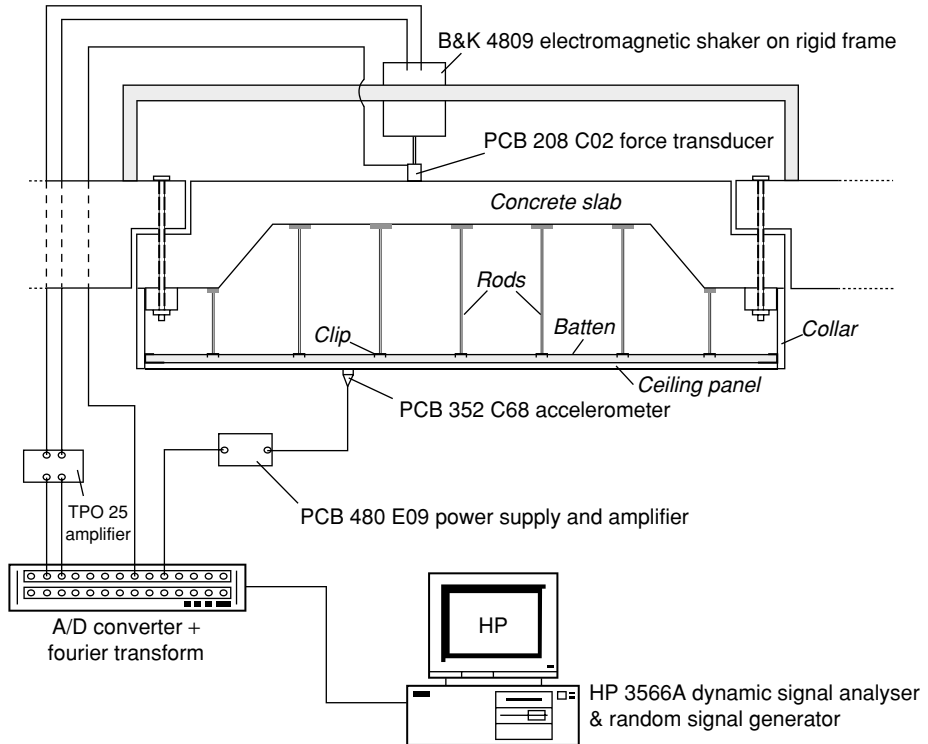 B&K 4809 electromagnetic shaker on rigid frame
PCB 208 C02 force transducer
Concrete slab
Rods
Clip
Batten
Collar
Ceiling panel
PCB 352 C68 accelerometer
TPO 25
amplifier
PCB 480 E09 power supply and amplifier
A/D converter +
fourier transform
HP
HP 3566A dynamic signal analyser
& random signal generator